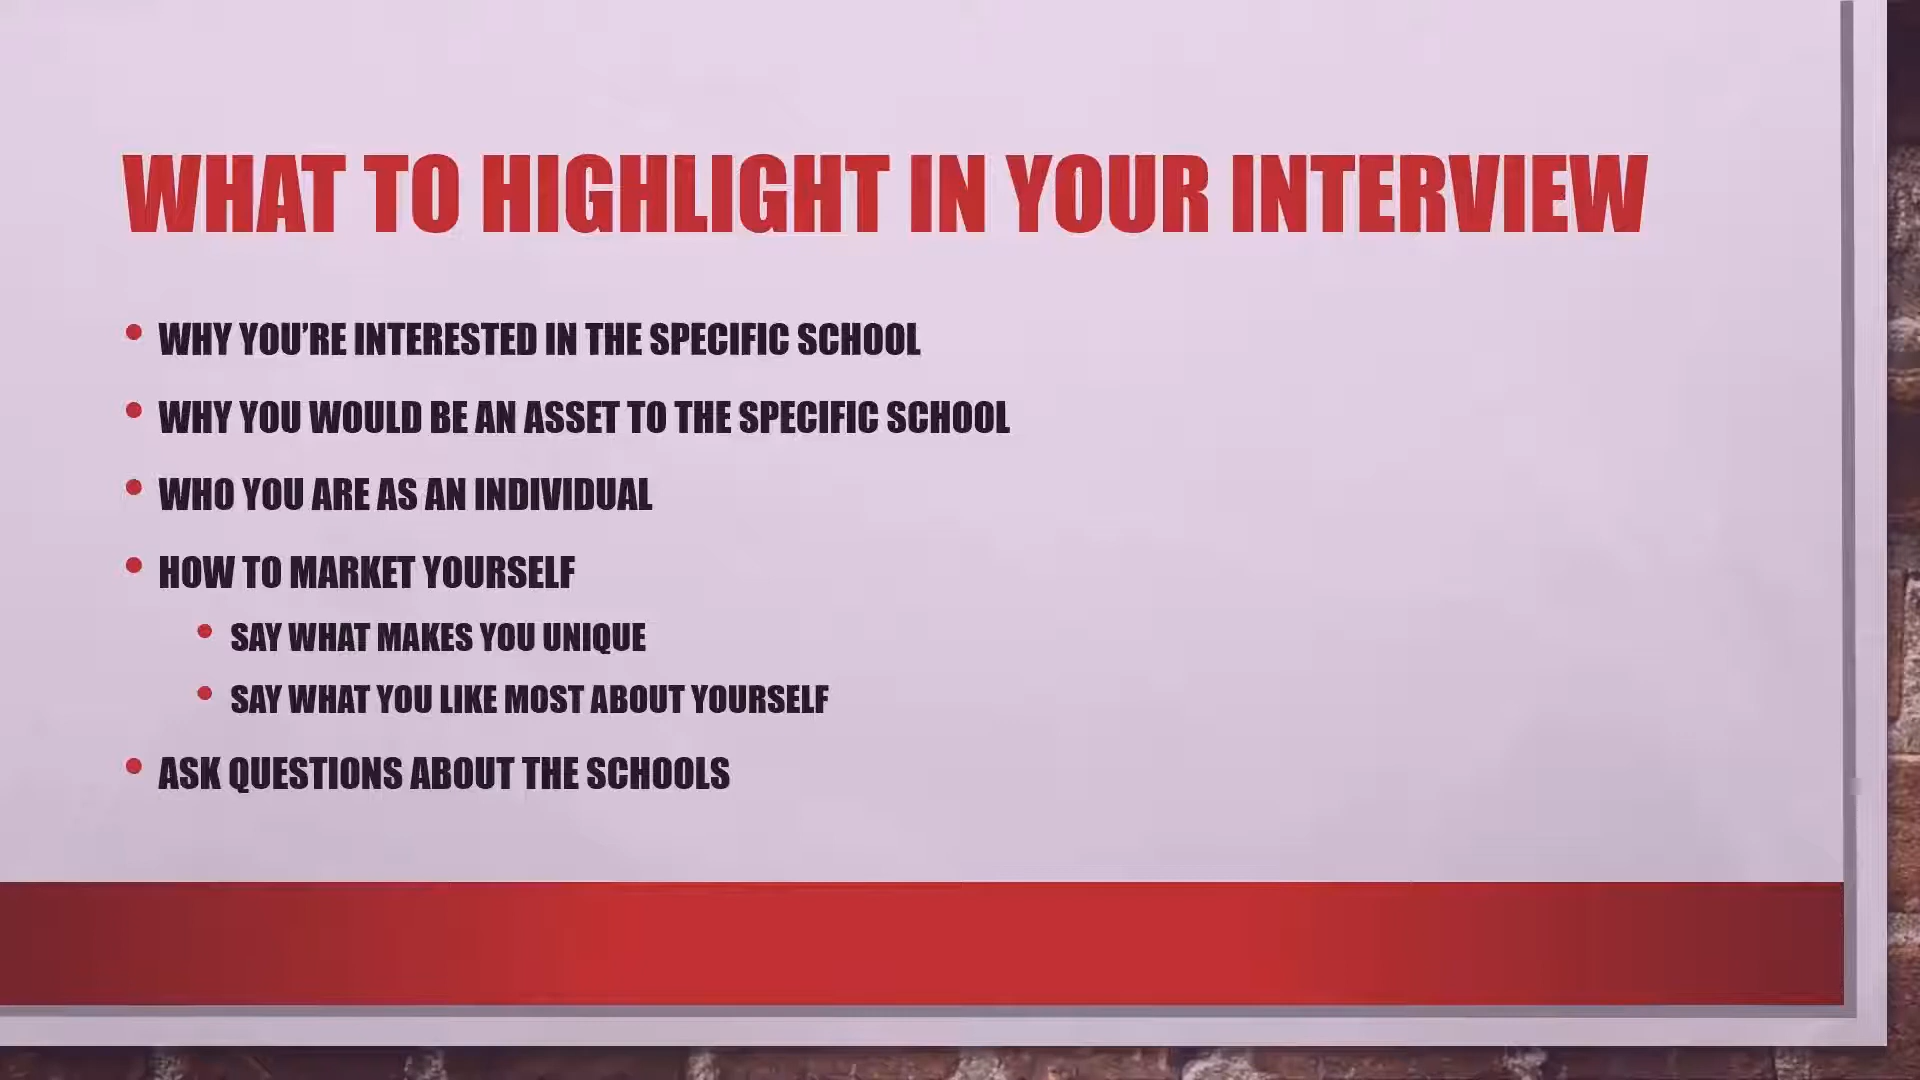 WHAT TO HIGHLIGHT IN YOUR INTERVIEW
• WHY YOU'RE INTERESTED IN THE SPECIFIC SCHOOL
• WHY YOU WOULD BE AN ASSET TO THE SPECIFIC SCHOOL
• WHO YOU ARE AS AN INDIVIDUAL
• HOW TO MARKET YOURSELF
• SAY WHAT MAKES YOU UNIQUE
• SAY WHAT YOU LIKE MOST ABOUT YOURSELF
• ASK QUESTIONS ABOUT THE SCHOOLS